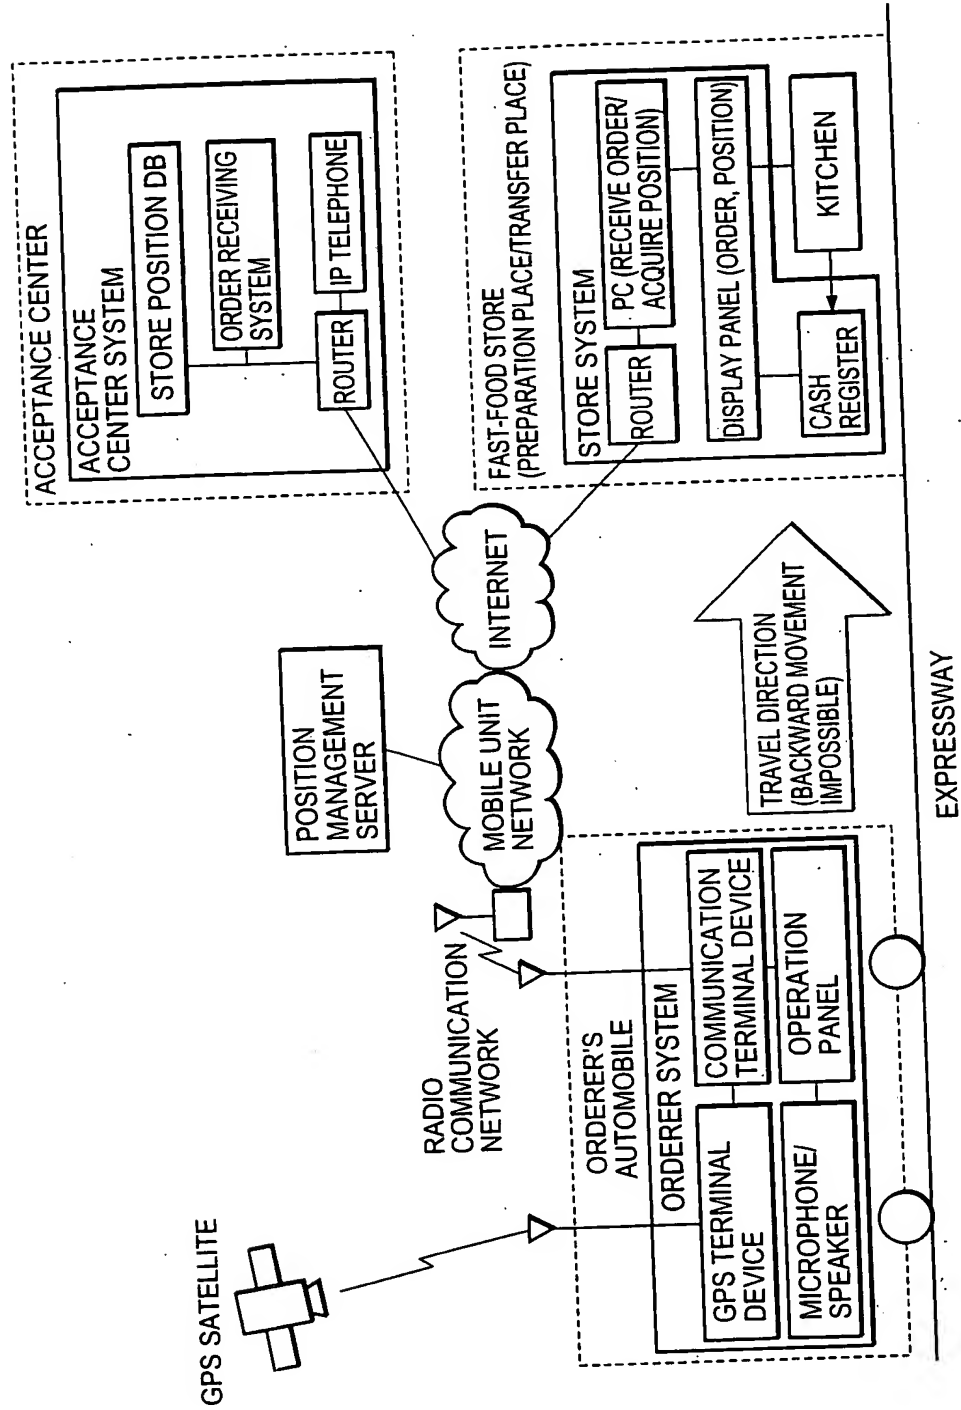 GPS SATELLITE
RADIO
COMMUNICATION
NETWORK
POSITION
MANAGEMENT
SERVER
MOBILE UNIT
NETWORK
INTERNET
ACCEPTANCE CENTER
ACCEPTANCE
CENTER SYSTEM
STORE POSITION DB
ORDER RECEIVING
SYSTEM
ROUTER
IP TELEPHONE
ORDERER'S
AUTOMOBILE
ORDERER SYSTEM
GPS TERMINAL
DEVICE
COMMUNICATION
TERMINAL DEVICE
MICROPHONE/
SPEAKER
OPERATION
PANEL
TRAVEL DIRECTION
(BACKWARD MOVEMENT
IMPOSSIBLE)
FAST-FOOD STORE
(PREPARATION PLACE/TRANSFER PLACE)
STORE SYSTEM
ROUTER
PC (RECEIVE ORDER/
ACQUIRE POSITION)
DISPLAY PANEL (ORDER, POSITION)
CASH
REGISTER
KITCHEN
EXPRESSWAY